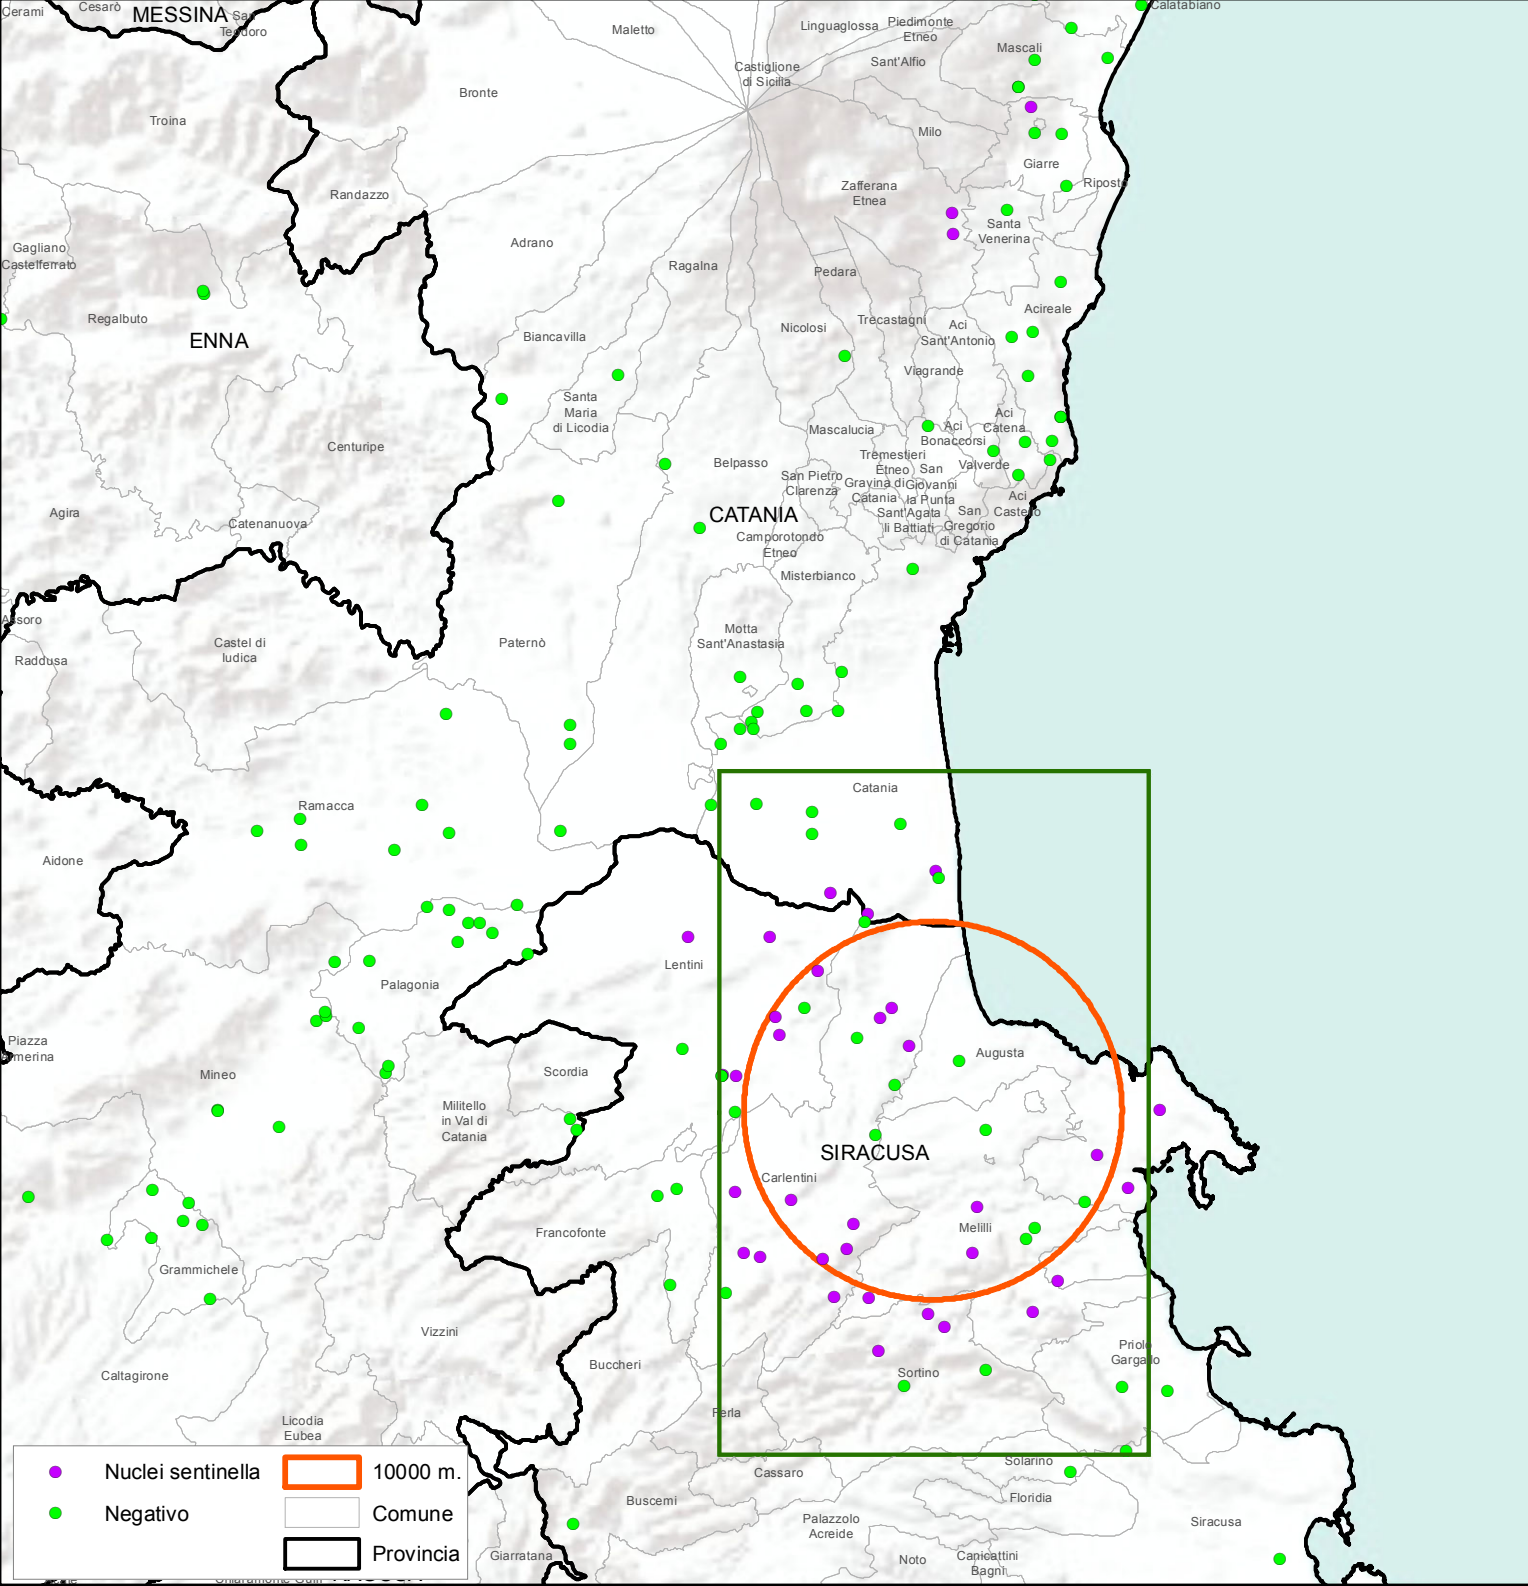 Cerami
Cesarò
MESSINA
San
Teodoro
Maletto
Linguaglossa
Piedimonte
Etneo
Calatabiano
Mascali
Sant'Alfio
Castiglione
di Sicilia
Bronte
Troina
Milo
Giarre
Randazzo
Zafferana
Etnea
Riposto
Santa
Venerina
Gagliano
Castelferrato
Adrano
Ragalna
Pedara
Regalbuto
ENNA
Biancavilla
Nicolosi
Trecastagni
Aci
Sant'Antonio
Acireale
Viagrande
Santa
Maria
di Licodia
Centuripe
Mascalucia
Aci
Bonaccorsi
Aci
Catena
Belpasso
Tremestieri
Etneo
San Pietro
Clarenza
Gravina di
Catania
San
Giovanni
la Punta
Valverde
Agira
Catenanuova
CATANIA
Sant'Agata
li Battiati
San
Gregorio
di Catania
Aci
Castello
Camporotondo
Etneo
Misterbianco
Assoro
Raddusa
Castel di
Iudica
Paternò
Motta
Sant'Anastasia
Catania
Ramacca
Aidone
Lentini
Palagonia
Piazza
Armerina
Mineo
Scordia
Augusta
Militello
in Val di
Catania
SIRACUSA
Carlentini
Francofonte
Melilli
Grammichele
Vizzini
Buccheri
Priolo
Gargallo
Caltagirone
Sortino
Licodia
Eubea
Ferla
Nuclei sentinella
10000 m.
Negativo
Comune
Provincia
Cassaro
Solarino
Buscemi
Floridia
Palazzolo
Acreide
Siracusa
Giarratana
Noto
Canicattini
Bagni